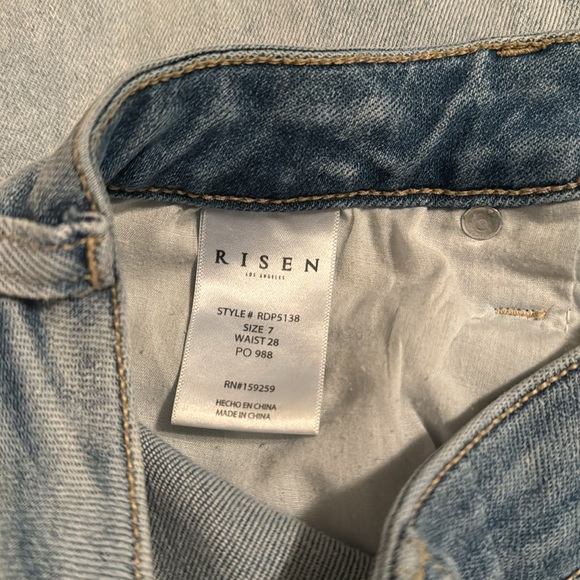 RISEN
LOS ANGELES
STYLE# RDP5138
SIZE 7
WAIST 28
PO 988
RN#159259
HECHO EN CHINA
MADE IN CHINA